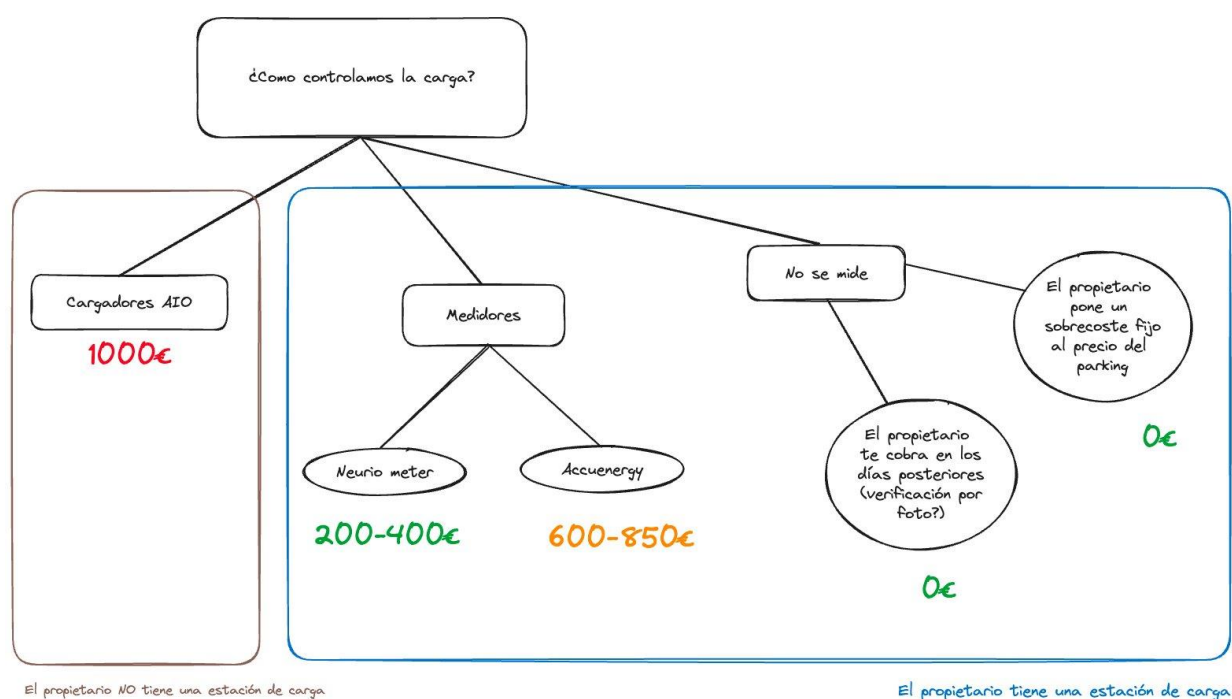 ¿Como controlamos la carga?
Cargadores AIO
1000€
Medidores
Neurio meter
200-400€
Accuenergy
600-850€
No se mide
El propietario
te cobra en los
días posteriores
(verificación por
foto?)
0€
El propietario
pone un
sobrecoste fijo
al precio del
parking
0€
El propietario NO tiene una estación de carga
El propietario tiene una estación de carga